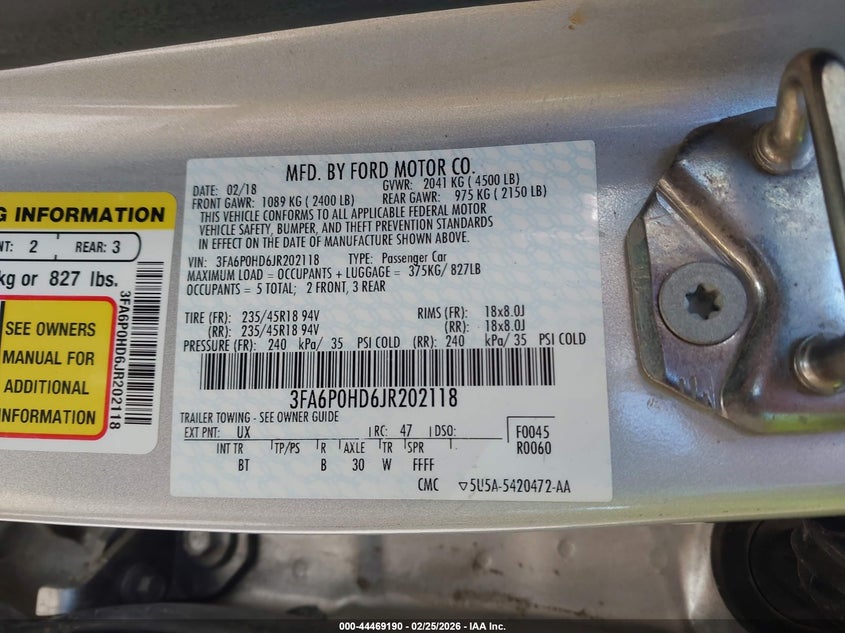 G INFORMATION
NT: 2 REAR: 3
kg or 827 lbs.
SEE OWNERS
MANUAL FOR
ADDITIONAL
INFORMATION
3FA6P0HD6JR202118
MFD. BY FORD MOTOR CO.
DATE: 02/18 GVWR: 2041 KG ( 4500 LB)
FRONT GAWR: 1089 KG ( 2400 LB) REAR GAWR: 975 KG ( 2150 LB)
THIS VEHICLE CONFORMS TO ALL APPLICABLE FEDERAL MOTOR
VEHICLE SAFETY, BUMPER, AND THEFT PREVENTION STANDARDS
IN EFFECT ON THE DATE OF MANUFACTURE SHOWN ABOVE.
VIN: 3FA6P0HD6JR202118 TYPE: Passenger Car
MAXIMUM LOAD = OCCUPANTS + LUGGAGE = 375KG/ 827LB
OCCUPANTS = 5 TOTAL; 2 FRONT, 3 REAR
TIRE (FR): 235/45R18 94V RIMS (FR): 18x8.0J
(RR): 235/45R18 94V (RR): 18x8.0J
PRESSURE (FR): 240 kPa/ 35 PSI COLD (RR): 240 kPa/ 35 PSI COLD
3FA6P0HD6JR202118
TRAILER TOWING - SEE OWNER GUIDE
EXT PNT: UX RC: 47 DSO: F0045
INT TR TP/PS R AXLE TR SPR R0060
BT B 30 W FFFF
CMC ▽5U5A-5420472-AA
000-44469190 - 02/25/2026 - IAA Inc.